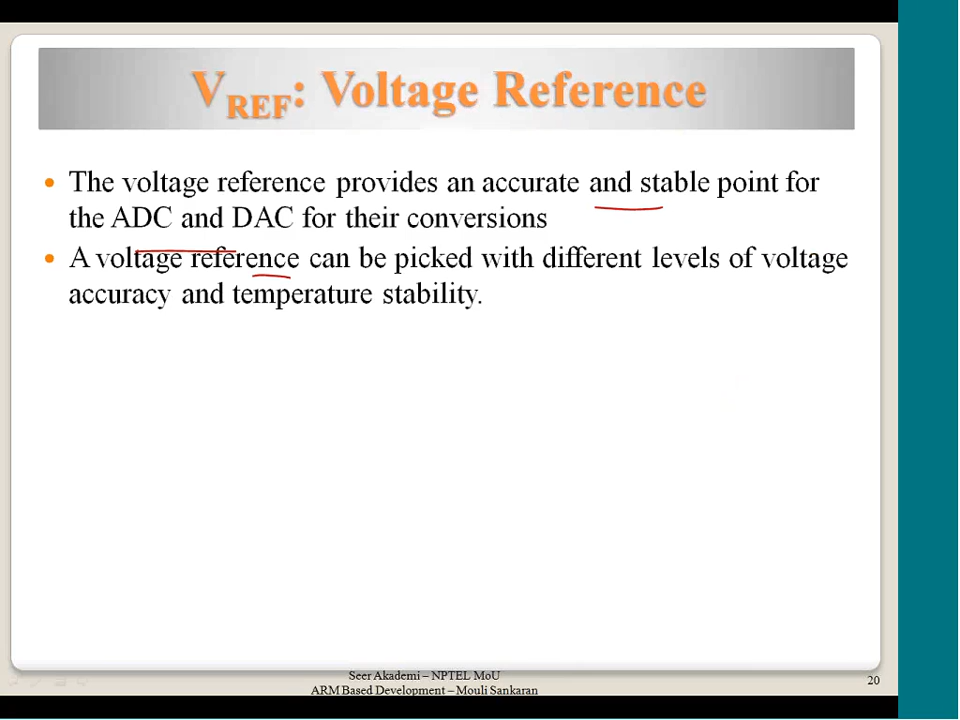 VREF: Voltage Reference
• The voltage reference provides an accurate and stable point for
the ADC and DAC for their conversions
• A voltage reference can be picked with different levels of voltage
accuracy and temperature stability.
Seer Akademi – NPTEL MoU
ARM Based Development – Mouli Sankaran
20